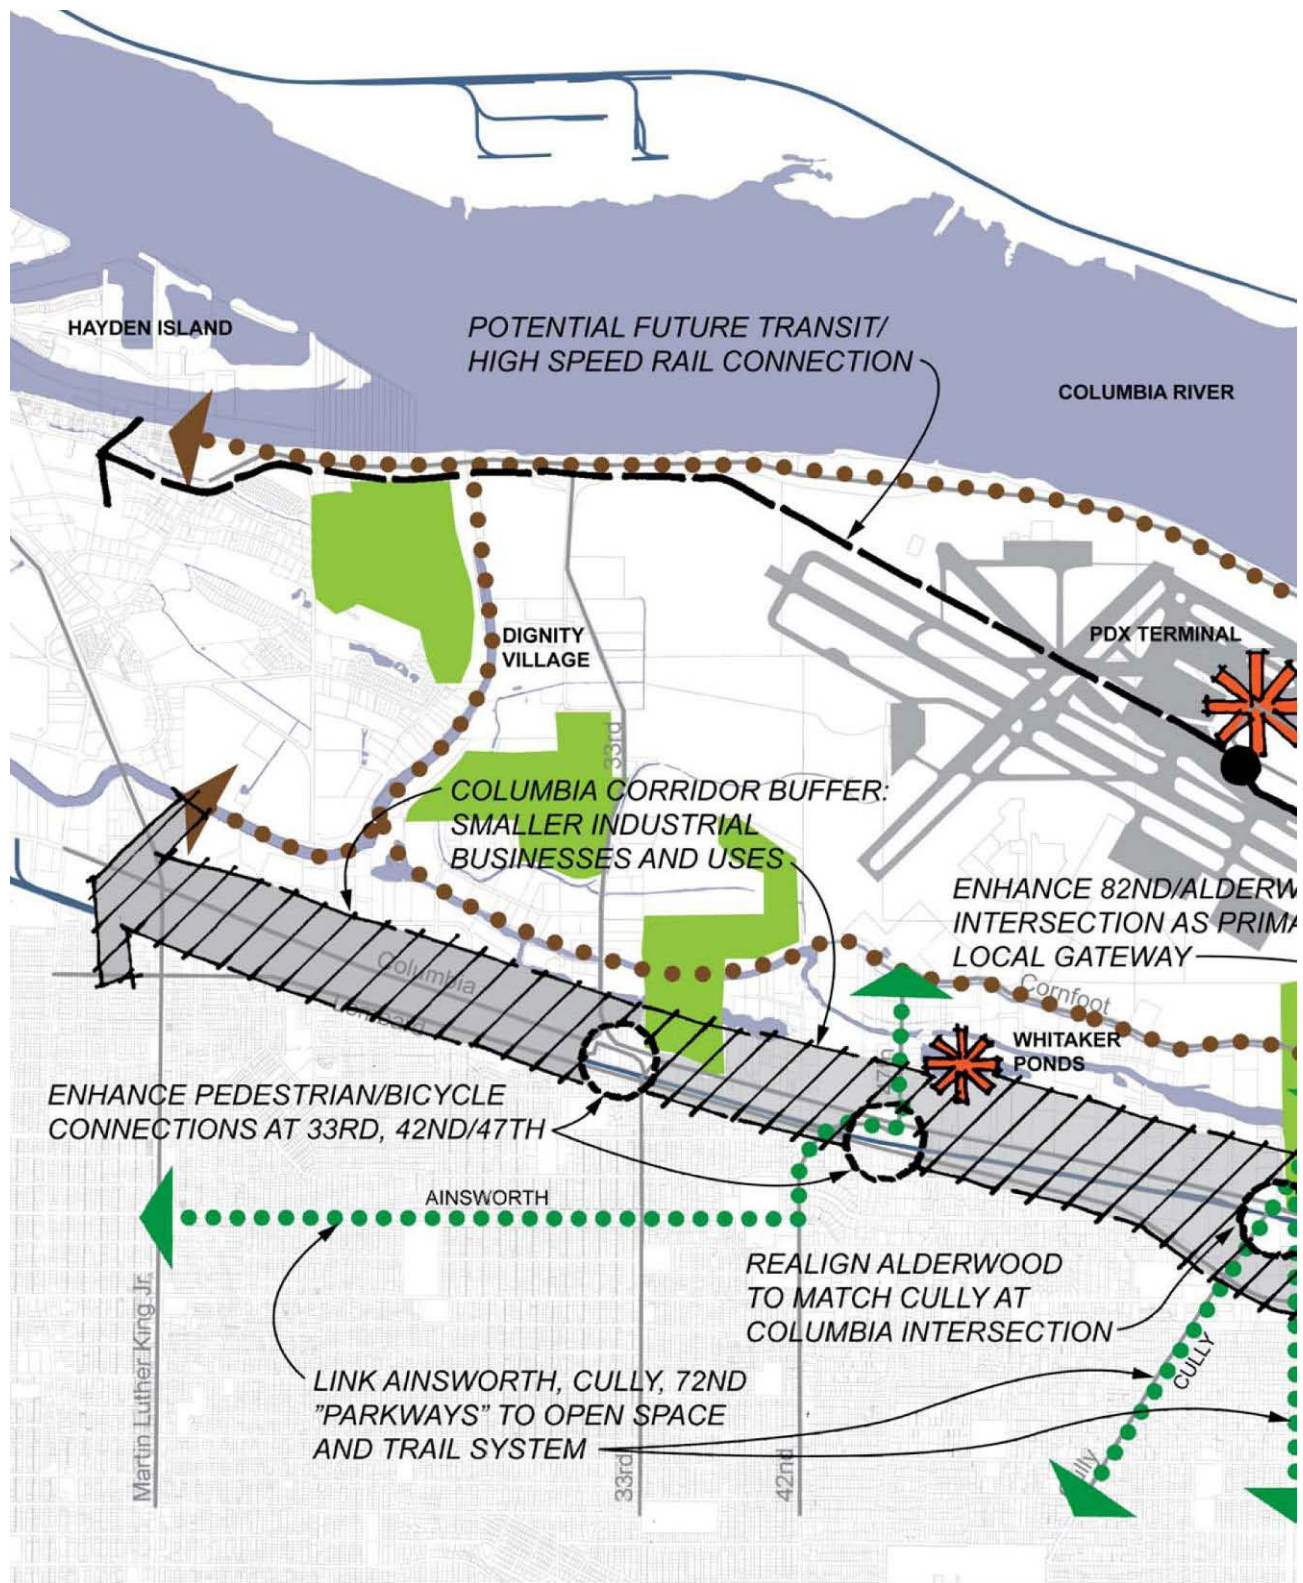 HAYDEN ISLAND
POTENTIAL FUTURE TRANSIT/
HIGH SPEED RAIL CONNECTION
COLUMBIA RIVER
DIGNITY
VILLAGE
PDX TERMINAL
33rd
COLUMBIA CORRIDOR BUFFER:
SMALLER INDUSTRIAL
BUSINESSES AND USES
ENHANCE 82ND/ALDERW
INTERSECTION AS PRIMA
LOCAL GATEWAY
Columbia
Cornfoot
WHITAKER
PONDS
ENHANCE PEDESTRIAN/BICYCLE
CONNECTIONS AT 33RD, 42ND/47TH
AINSWORTH
REALIGN ALDERWOOD
TO MATCH CULLY AT
COLUMBIA INTERSECTION
CULLY
LINK AINSWORTH, CULLY, 72ND
"PARKWAYS" TO OPEN SPACE
AND TRAIL SYSTEM
Martin Luther King Jr.
33rd
42nd